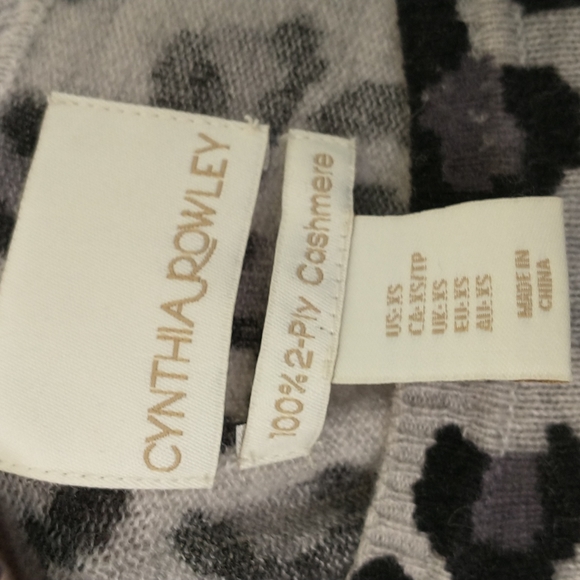 CYNTHIA ROWLEY
100% 2-Ply Cashmere
US: XS
CA: XS/TP
UK: XS
EU: XS
AU: XS
MADE IN
CHINA